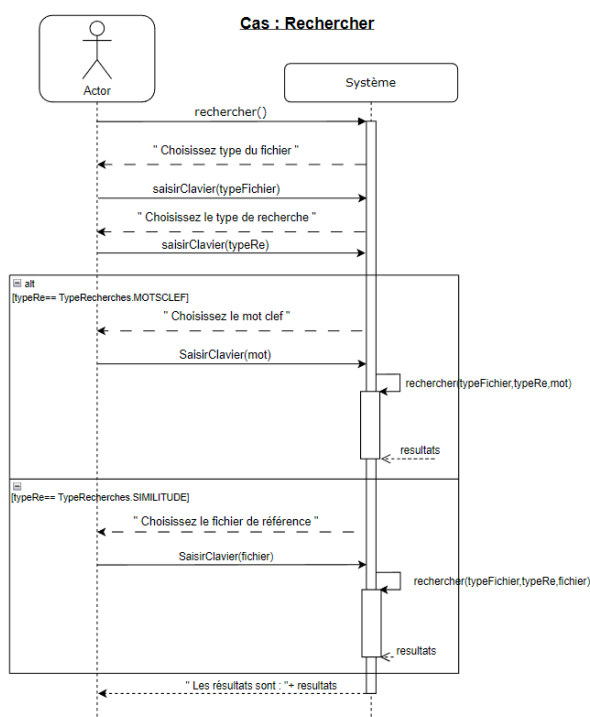 Cas : Rechercher
Actor
Système
rechercher()
" Choisissez type du fichier "
saisirClavier(typeFichier)
" Choisissez le type de recherche "
saisirClavier(typeRe)
alt
[typeRe== TypeRecherches.MOTSCLEF]
" Choisissez le mot clef "
SaisirClavier(mot)
rechercher(typeFichier,typeRe,mot)
resultats
[typeRe== TypeRecherches.SIMILITUDE]
" Choisissez le fichier de référence "
SaisirClavier(fichier)
rechercher(typeFichier,typeRe,fichier)
resultats
" Les résultats sont : "+ resultats